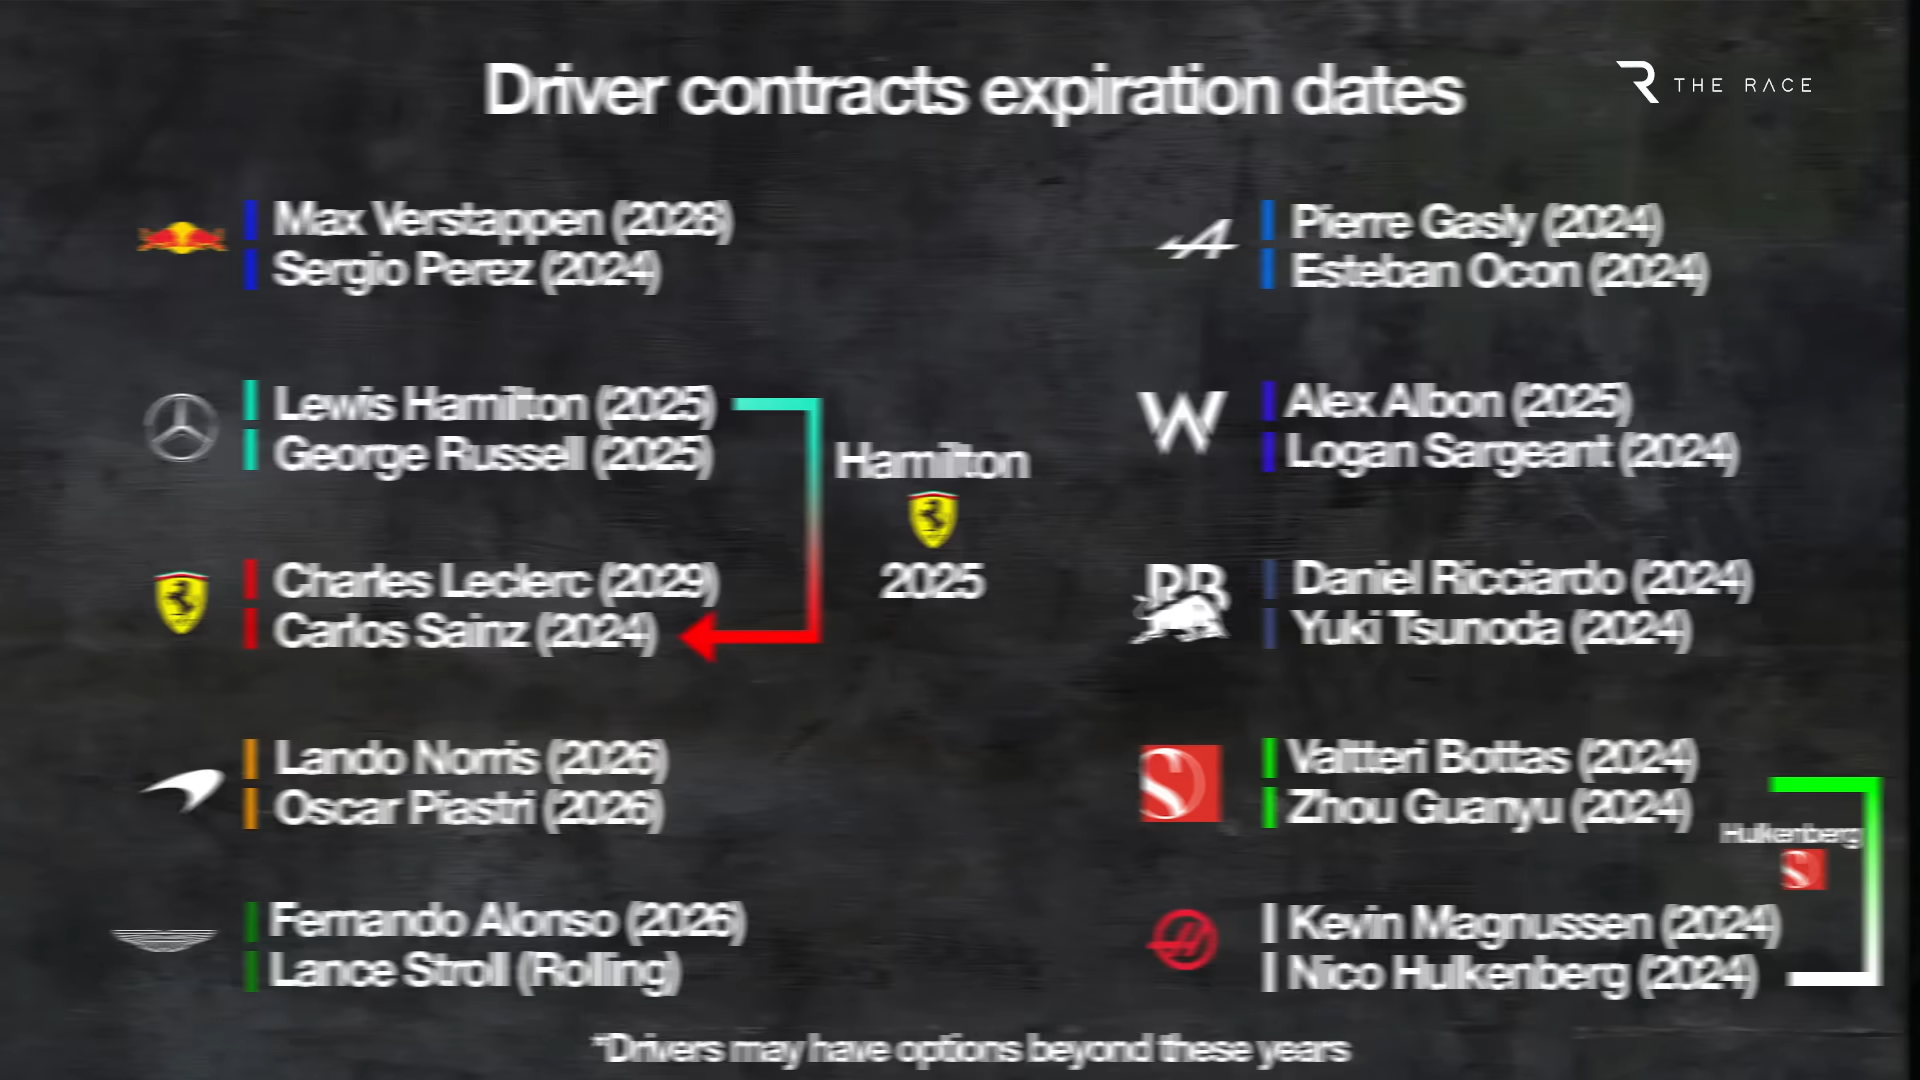 Driver contracts expiration dates
THE RACE
Max Verstappen (2028)
Sergio Perez (2024)
Lewis Hamilton (2025)
George Russell (2025)
Hamilton
2025
Charles Leclerc (2029)
Carlos Sainz (2024)
Lando Norris (2026)
Oscar Piastri (2026)
Fernando Alonso (2026)
Lance Stroll (Rolling)
Pierre Gasly (2024)
Esteban Ocon (2024)
W
Alex Albon (2025)
Logan Sargeant (2024)
RB
Daniel Ricciardo (2024)
Yuki Tsunoda (2024)
S
Valtteri Bottas (2024)
Zhou Guanyu (2024)
Hulkenberg
S
Kevin Magnussen (2024)
Nico Hulkenberg (2024)
*Drivers may have options beyond these years